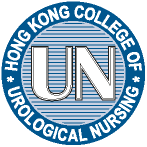 HONG KONG COLLEGE OF
UN
* UROLOGICAL NURSING *